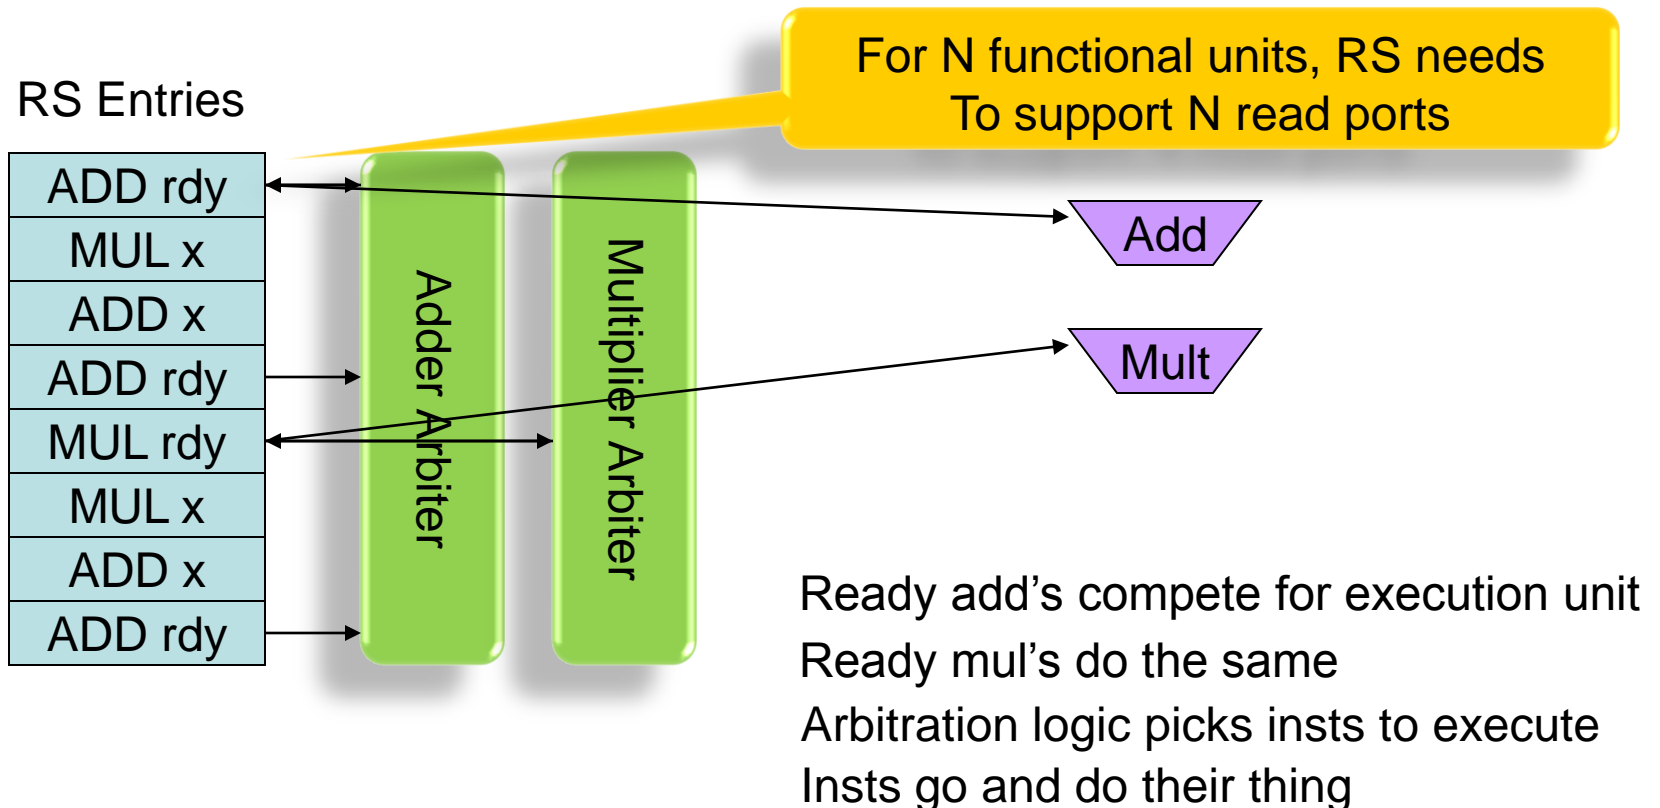 For N functional units, RS needs
To support N read ports
RS Entries
ADD rdy
MUL x
ADD x
ADD rdy
MUL rdy
MUL x
ADD x
ADD rdy
Adder Arbiter
Multiplier Arbiter
Add
Mult
Ready add’s compete for execution unit
Ready mul’s do the same
Arbitration logic picks insts to execute
Insts go and do their thing